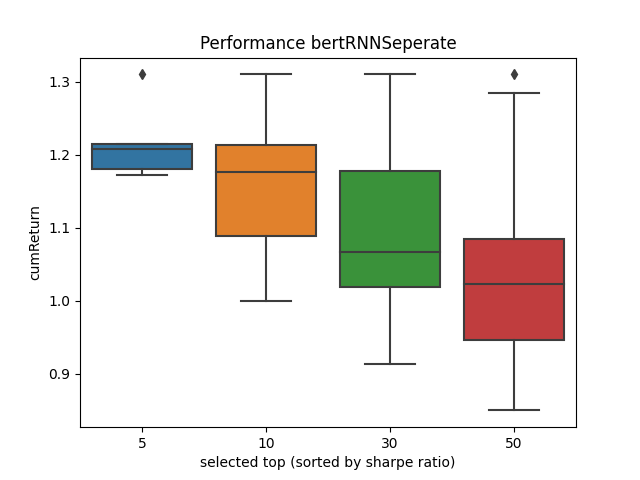 Performance bertRNNSeperate
1.3
1.2
1.1
1.0
0.9
cumReturn
5 10 30 50
selected top (sorted by sharpe ratio)